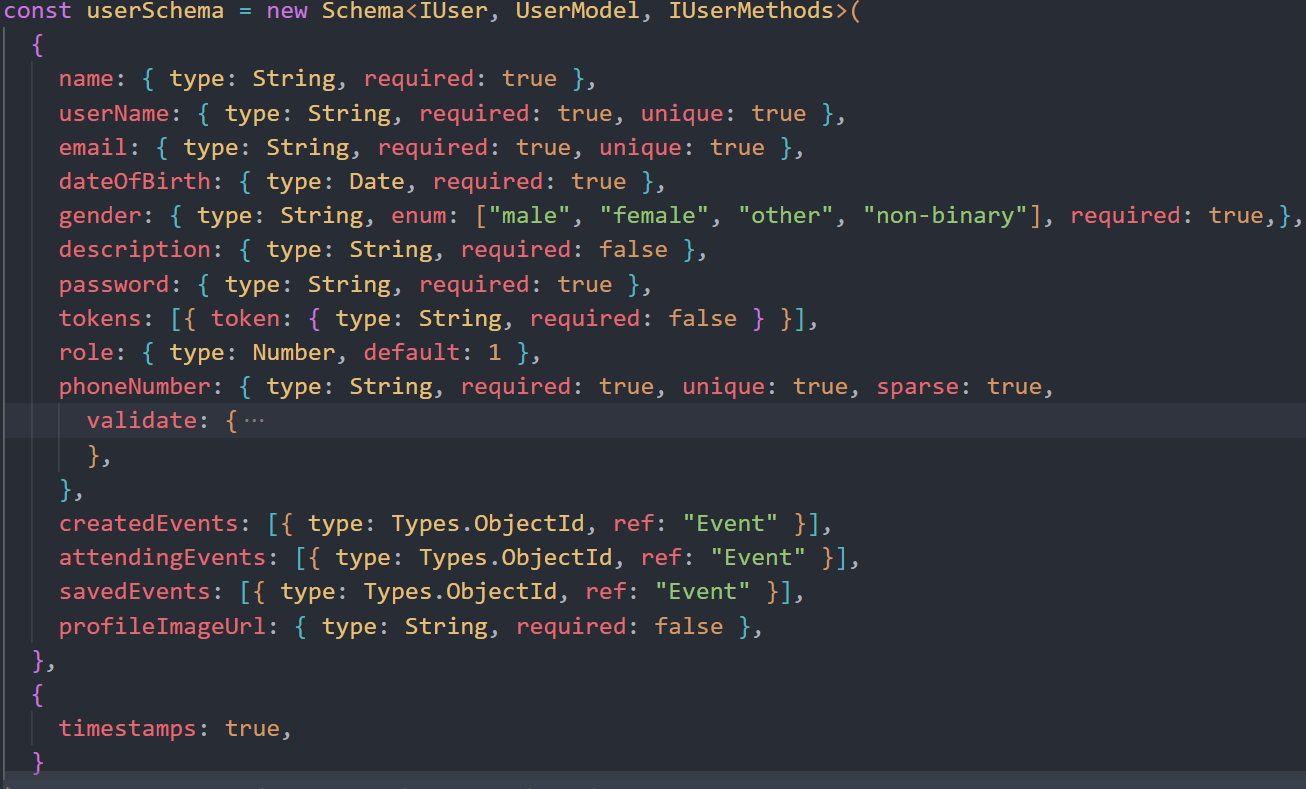 const userSchema = new Schema<IUser, UserModel, IUserMethods>(
  {
    name: { type: String, required: true },
    userName: { type: String, required: true, unique: true },
    email: { type: String, required: true, unique: true },
    dateOfBirth: { type: Date, required: true },
    gender: { type: String, enum: ["male", "female", "other", "non-binary"], required: true,},
    description: { type: String, required: false },
    password: { type: String, required: true },
    tokens: [{ token: { type: String, required: false } }],
    role: { type: Number, default: 1 },
    phoneNumber: { type: String, required: true, unique: true, sparse: true,
      validate: {···
      },
    },
    createdEvents: [{ type: Types.ObjectId, ref: "Event" }],
    attendingEvents: [{ type: Types.ObjectId, ref: "Event" }],
    savedEvents: [{ type: Types.ObjectId, ref: "Event" }],
    profileImageUrl: { type: String, required: false },
  },
  {
    timestamps: true,
  }